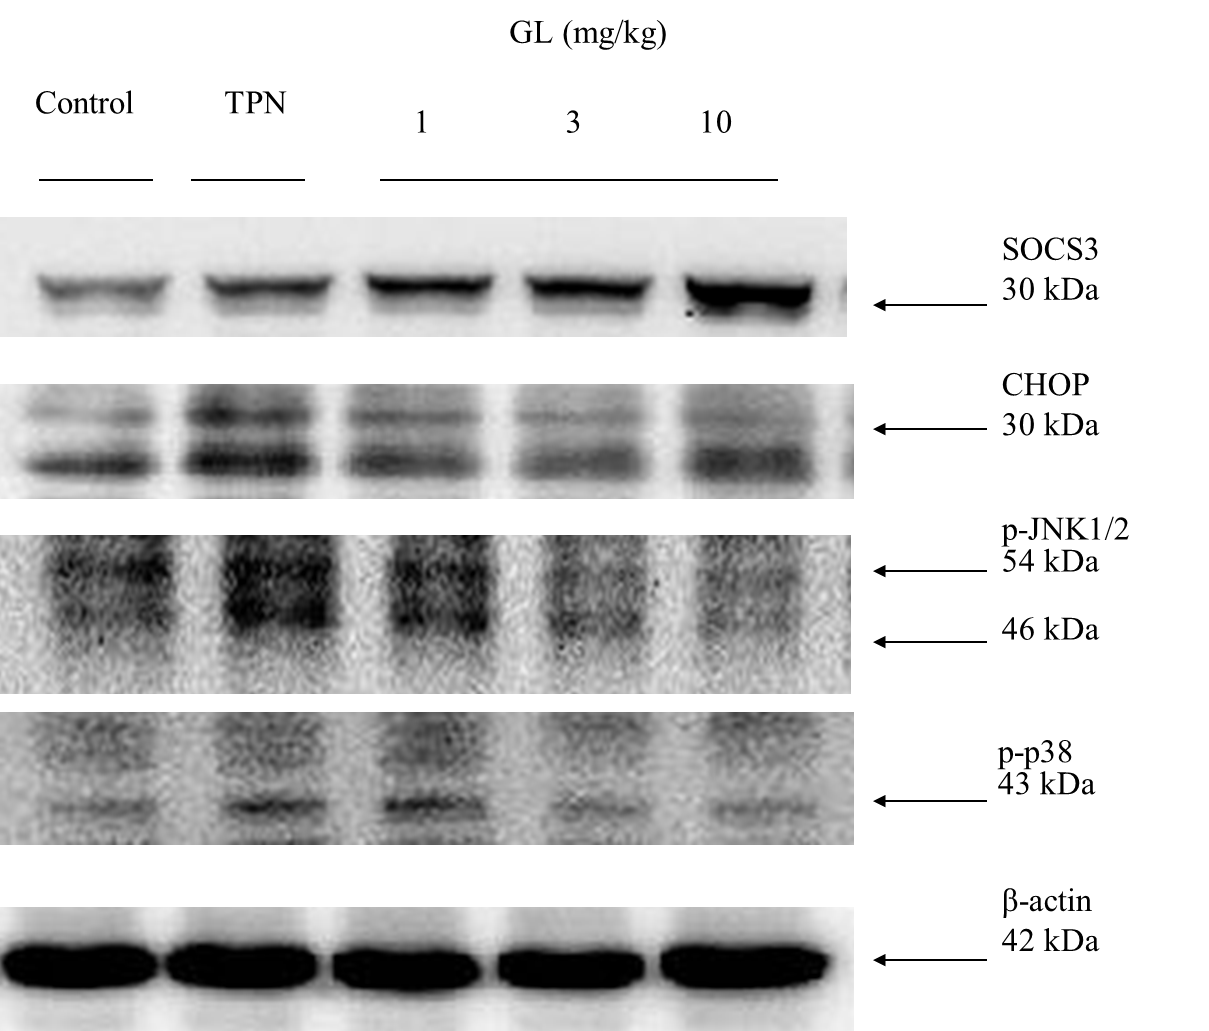 GL (mg/kg)
Control TPN 1 3 10
SOCS3
30 kDa
CHOP
30 kDa
p-JNK1/2
54 kDa
46 kDa
p-p38
43 kDa
β-actin
42 kDa